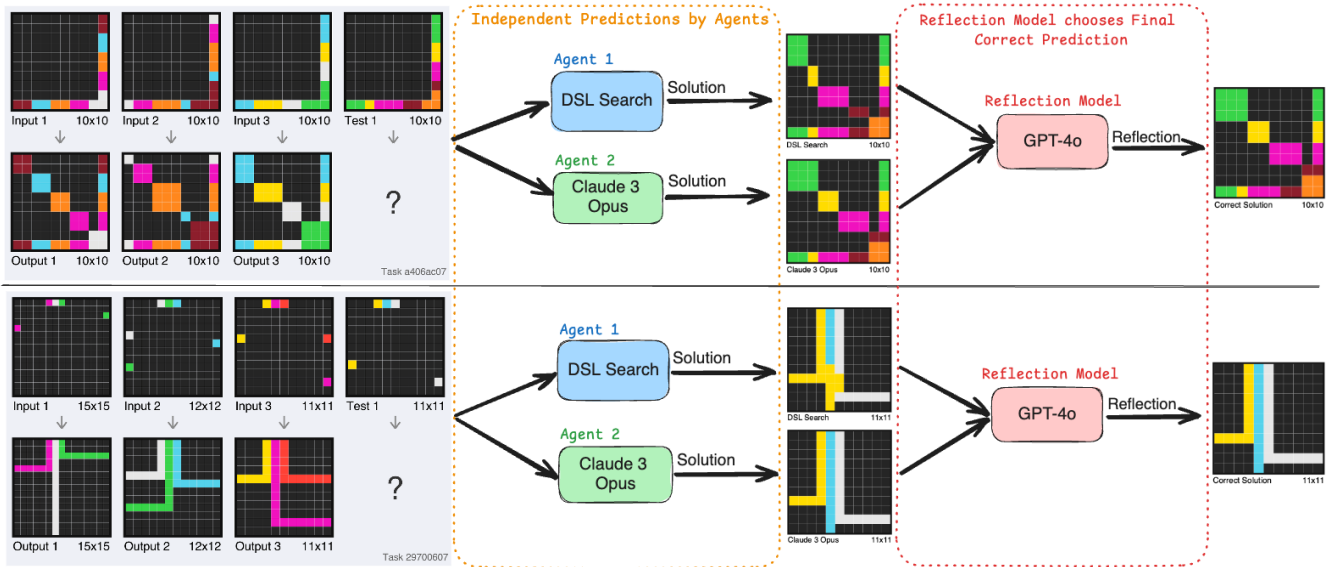 Independent Predictions by Agents
Reflection Model chooses Final
Correct Prediction
Input 1 10x10
Input 2 10x10
Input 3 10x10
Test 1 10x10
Output 1 10x10
Output 2 10x10
Output 3 10x10
?
Task a406ac07
Agent 1
DSL Search
Solution
DSL Search 10x10
Agent 2
Claude 3
Opus
Solution
Claude 3 Opus 10x10
Reflection Model
GPT-4o
Reflection
Correct Solution 10x10
Input 1 15x15
Input 2 12x12
Input 3 11x11
Test 1 11x11
Output 1 15x15
Output 2 12x12
Output 3 11x11
?
Task 29700607
Agent 1
DSL Search
Solution
DSL Search 11x11
Agent 2
Claude 3
Opus
Solution
Claude 3 Opus 11x11
Reflection Model
GPT-4o
Reflection
Correct Solution 11x11